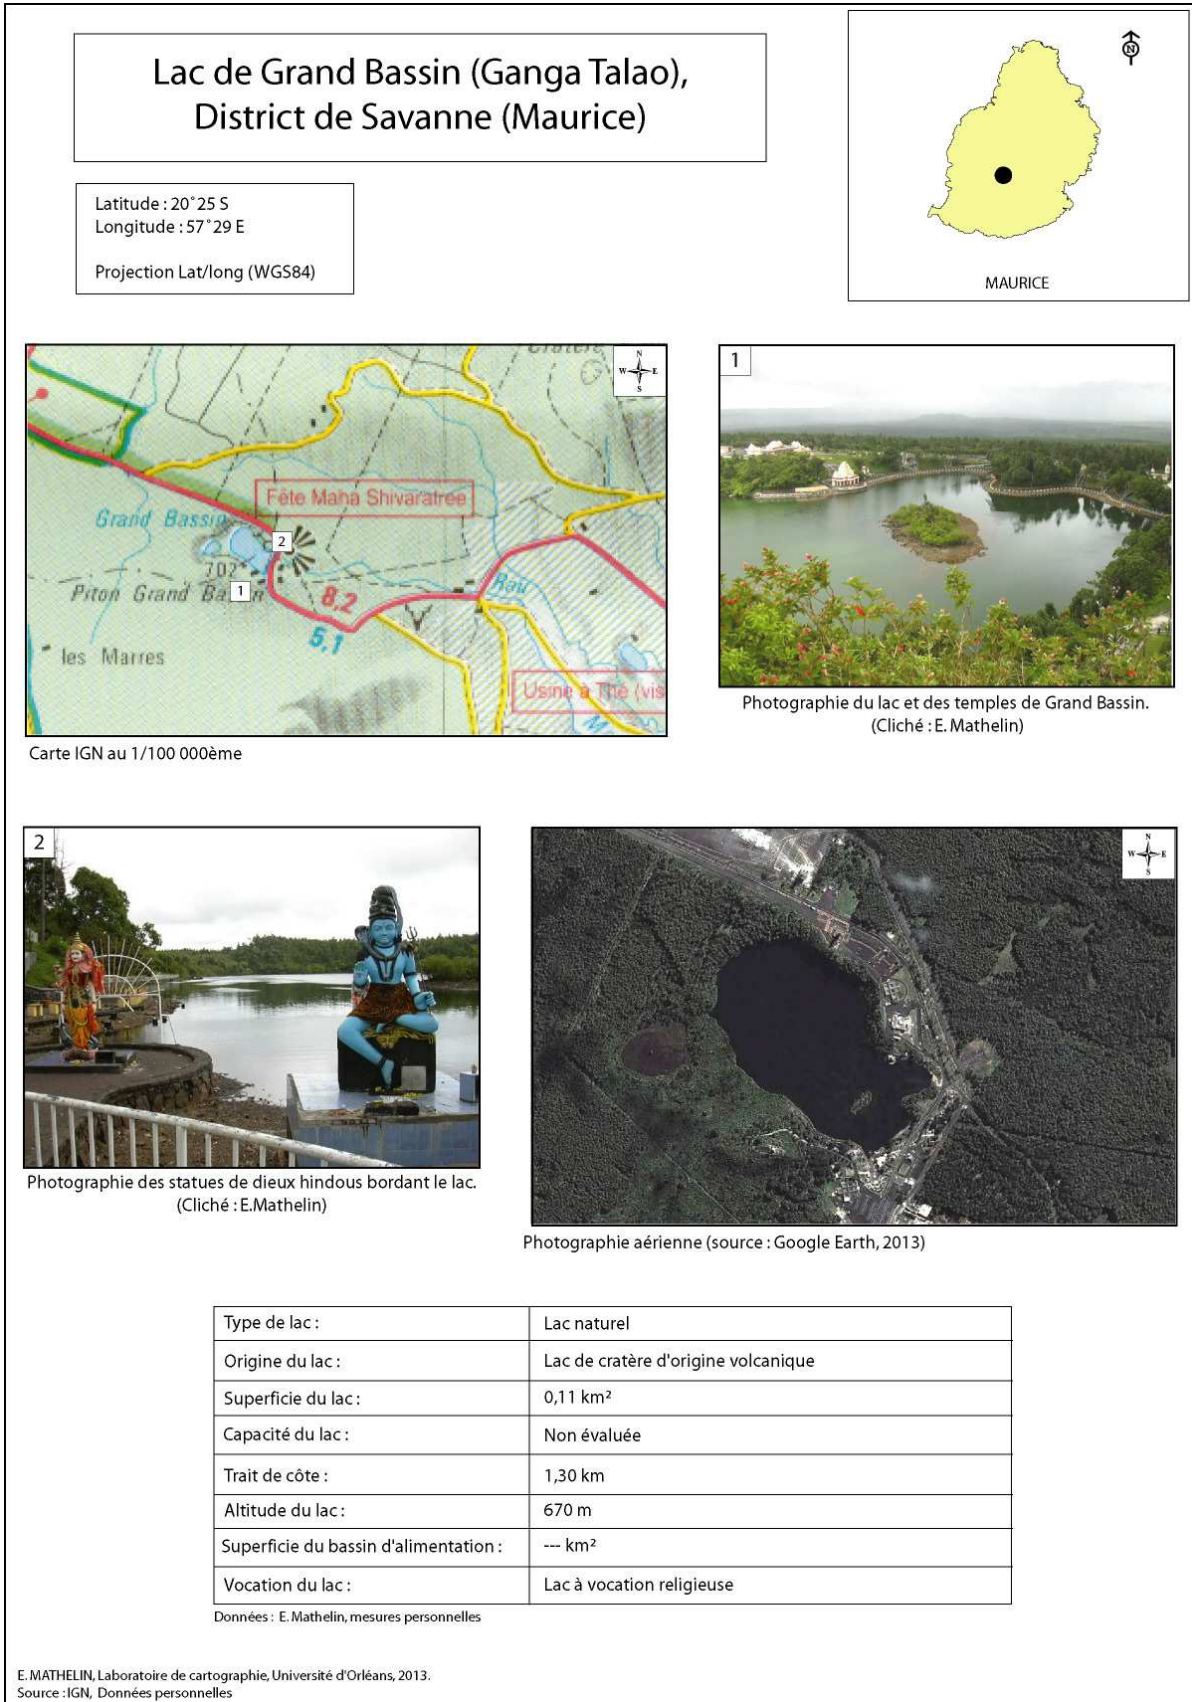 Lac de Grand Bassin (Ganga Talao),
District de Savanne (Maurice)
N
MAURICE
Latitude : 20°25 S
Longitude : 57°29 E
Projection Lat/long (WGS84)
N
W E
S
Fête Maha Shivaratree
Grand Bassin
2
702
Piton Grand Bassin
1
8,2
5,1
Rau
les Marres
Usine à Thé (vis
Carte IGN au 1/100 000ème
1
Photographie du lac et des temples de Grand Bassin.
(Cliché : E. Mathelin)
2
Photographie des statues de dieux hindous bordant le lac.
(Cliché : E.Mathelin)
N
W E
S
Photographie aérienne (source : Google Earth, 2013)
Type de lac : Lac naturel
Origine du lac : Lac de cratère d'origine volcanique
Superficie du lac : 0,11 km²
Capacité du lac : Non évaluée
Trait de côte : 1,30 km
Altitude du lac : 670 m
Superficie du bassin d'alimentation : --- km²
Vocation du lac : Lac à vocation religieuse
Données : E. Mathelin, mesures personnelles
E. MATHELIN, Laboratoire de cartographie, Université d'Orléans, 2013.
Source : IGN, Données personnelles